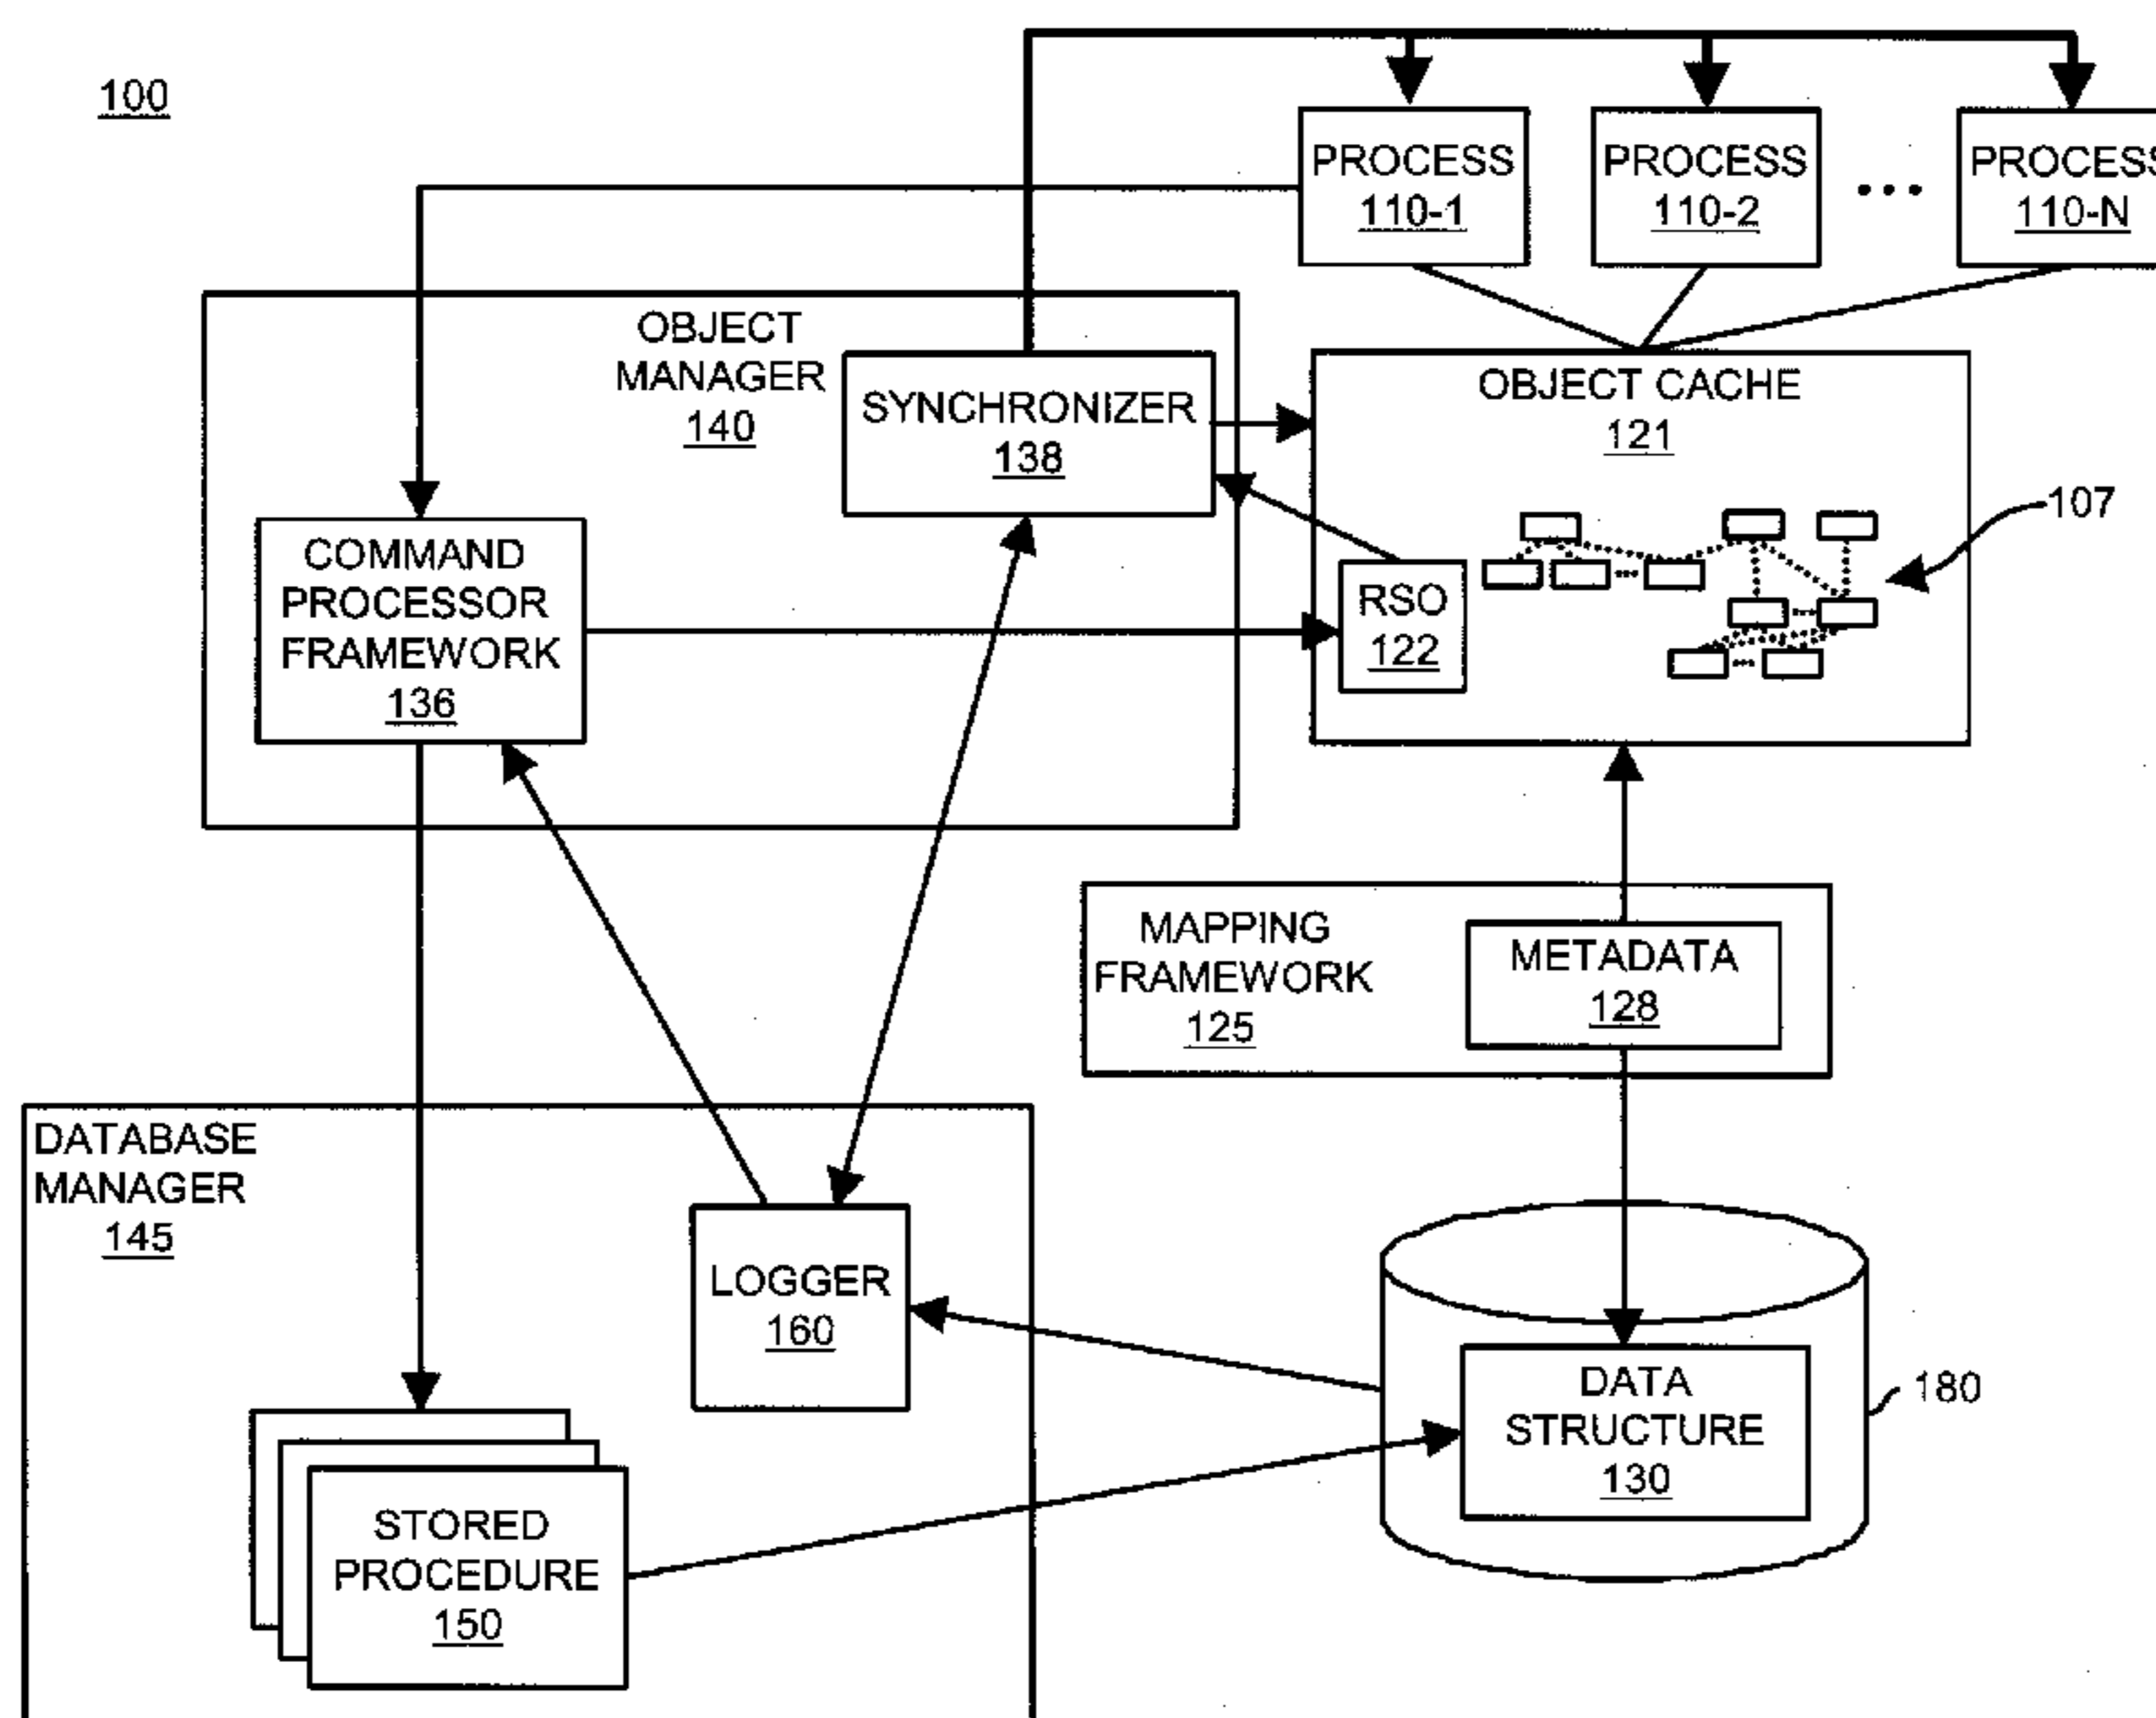 100
PROCESS
110-1
PROCESS
110-2
...
PROCESS
110-N
OBJECT
MANAGER
140
SYNCHRONIZER
138
OBJECT CACHE
121
107
COMMAND
PROCESSOR
FRAMEWORK
136
RSO
122
MAPPING
FRAMEWORK
125
METADATA
128
DATABASE
MANAGER
145
LOGGER
160
DATA
STRUCTURE
130
180
STORED
PROCEDURE
150